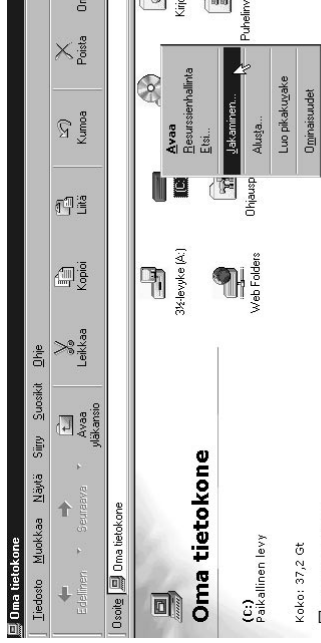 Oma tietokone
Tiedosto Muokkaa Näytä Siirry Suosikit Ohje
Edellinen Seuraava Avaa yläkansio Leikkaa Kopioi Liitä Kumoa Poista
Osoite Oma tietokone
Oma tietokone
(C:)
Paikallinen levy
Koko: 37,2 Gt
3½-levyke (A:)
(C:)
Web Folders
Ohjausp
Puhelinv
Avaa
Resurssienhallinta
Etsi...
Jakaminen...
Alusta...
Luo pikakuvake
Ominaisuudet